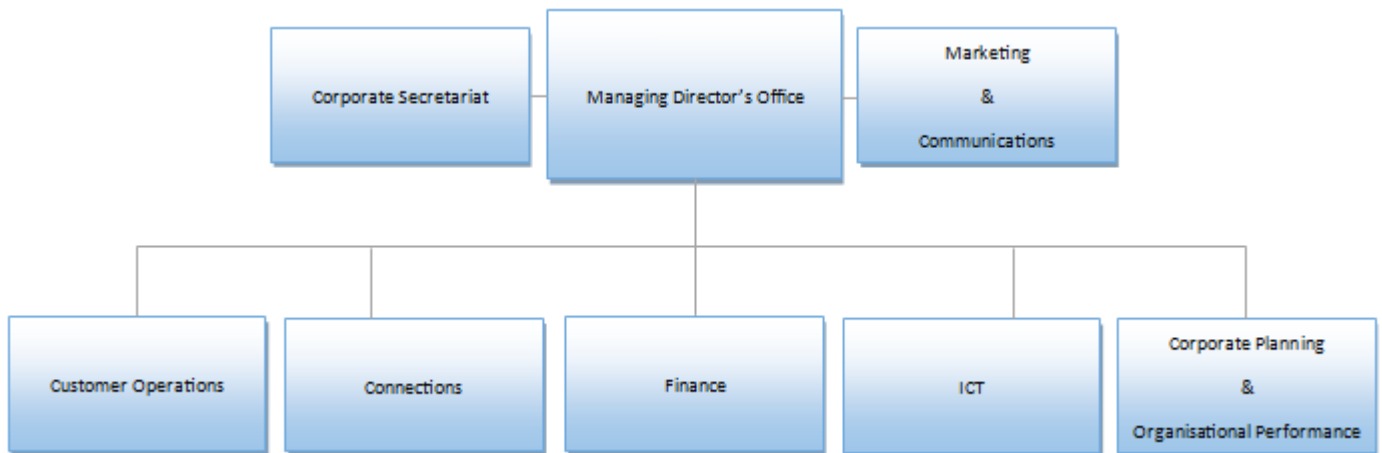 Corporate Secretariat
Managing Director’s Office
Marketing
&
Communications
Customer Operations
Connections
Finance
ICT
Corporate Planning
&
Organisational Performance